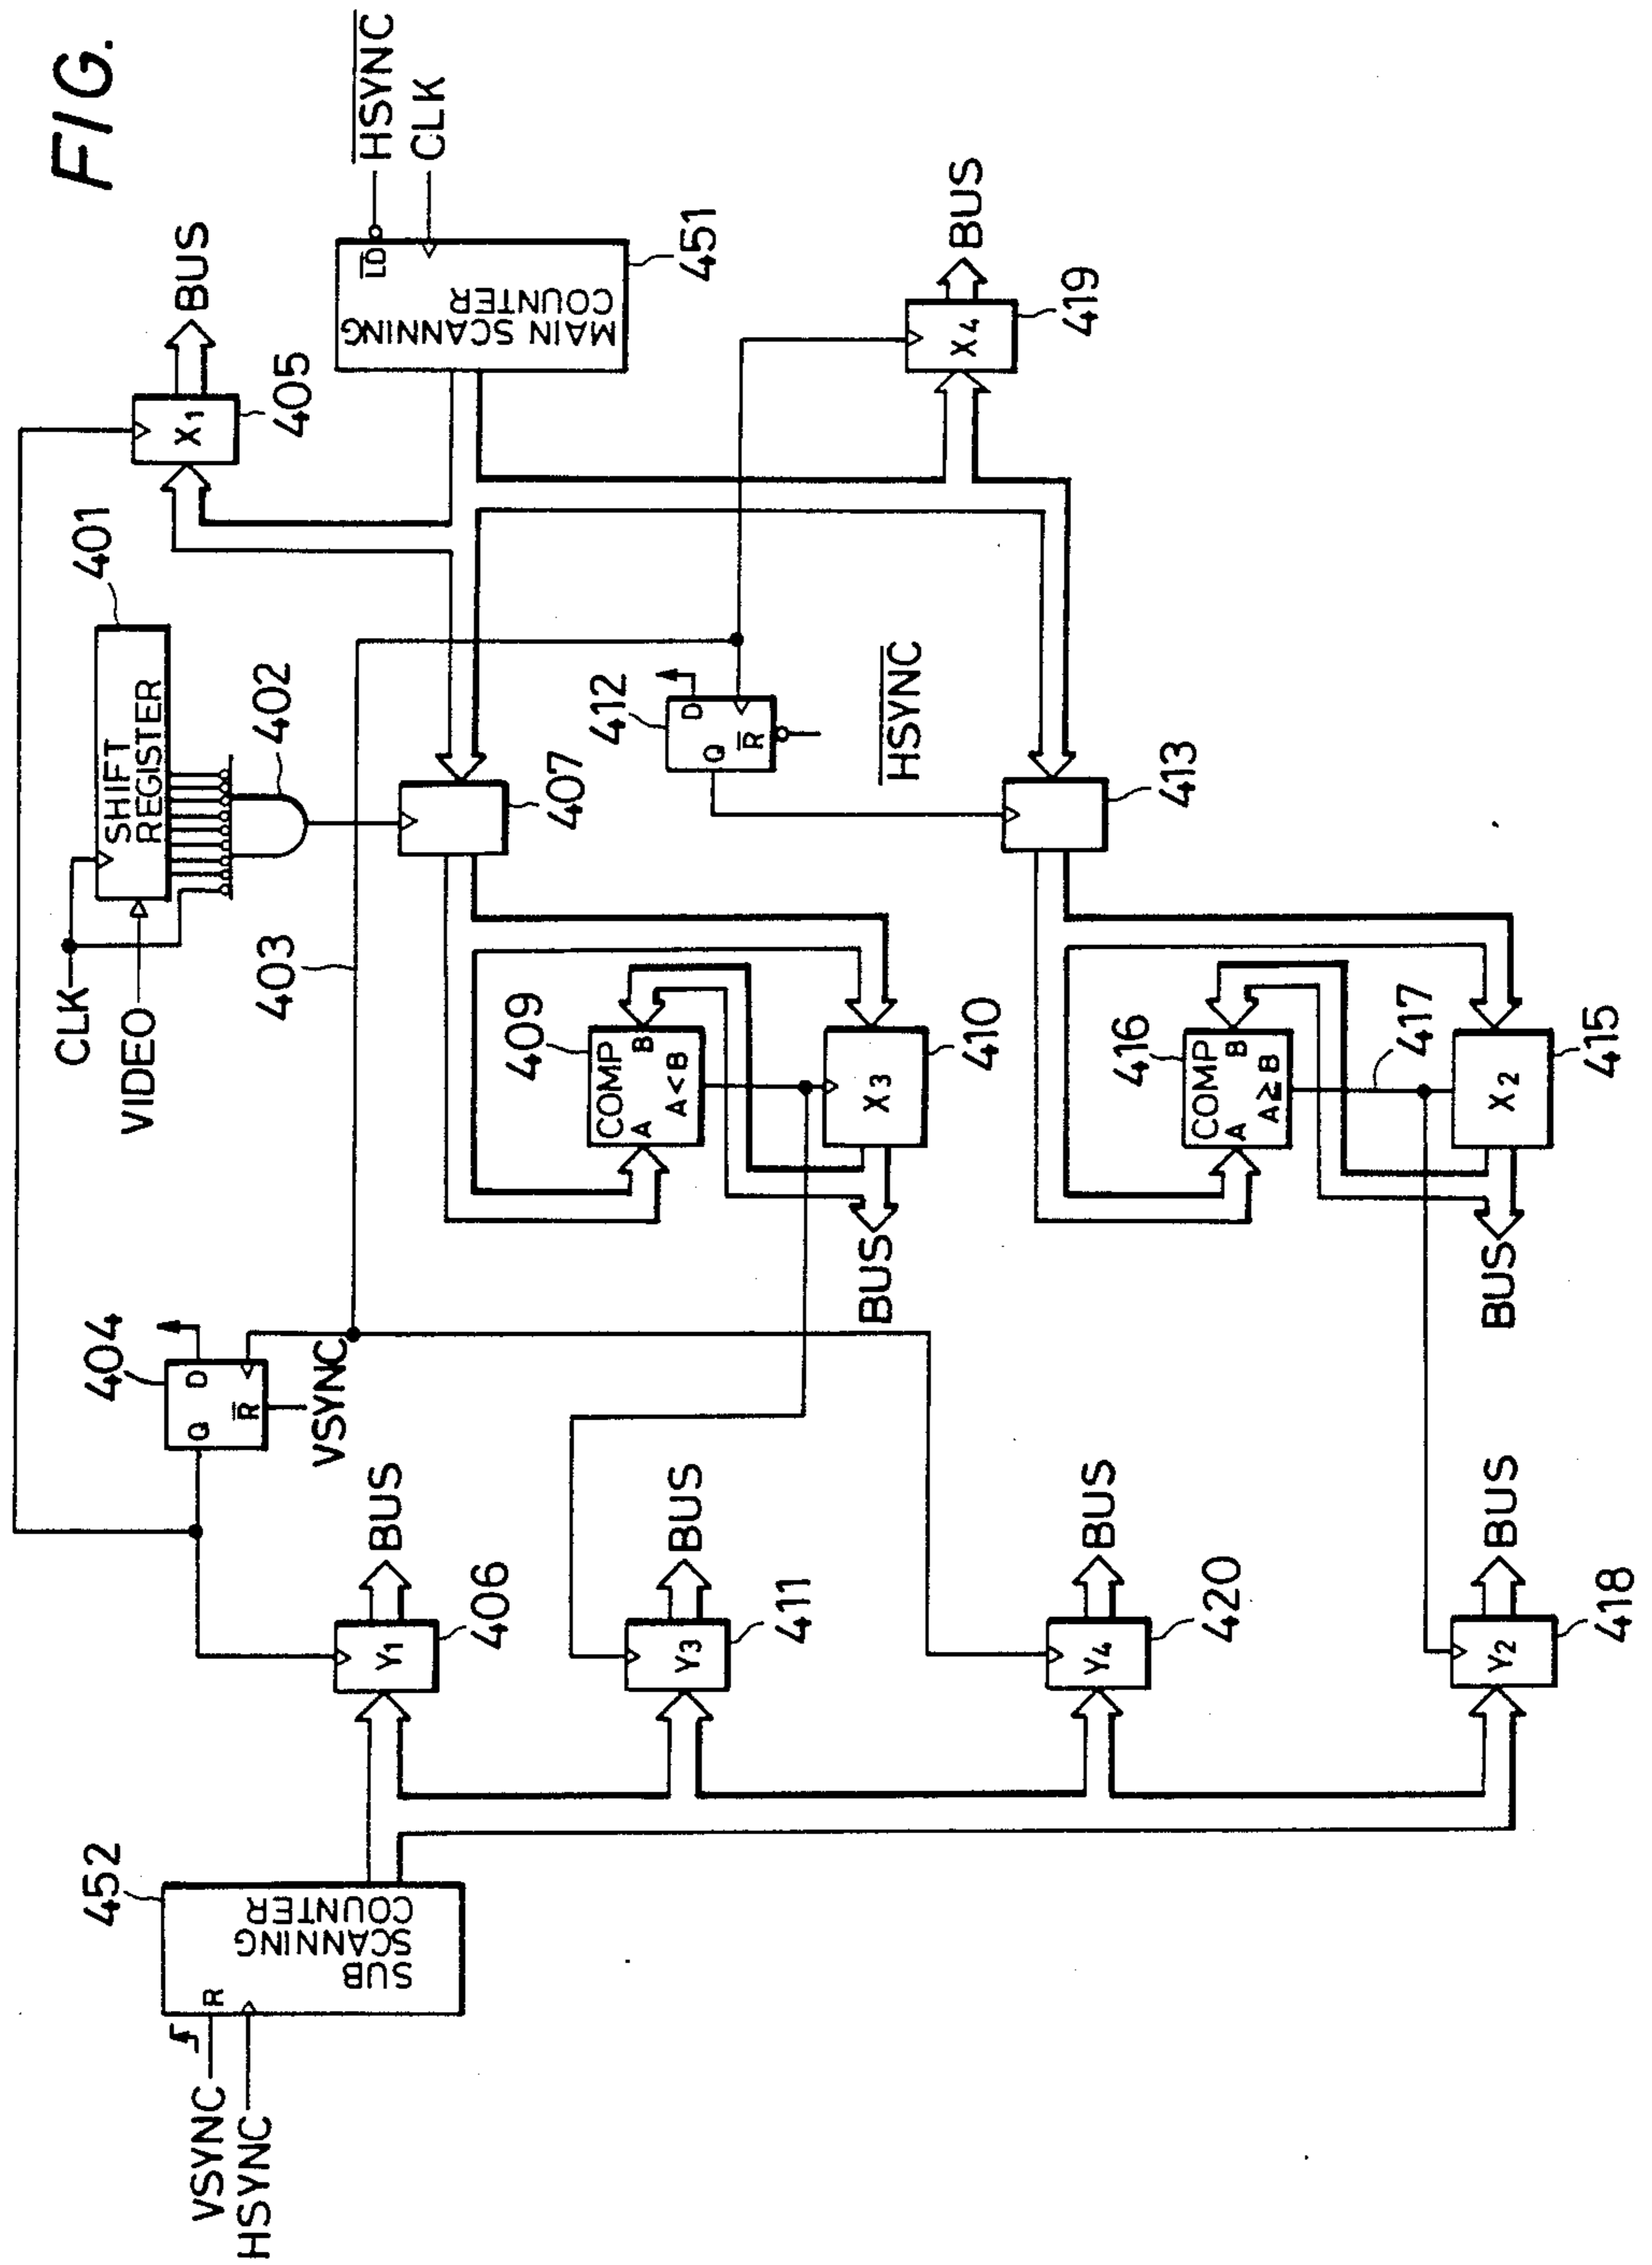 FIG.
HSYNC
CLK
LD
MAIN SCANNING
COUNTER
451
BUS
X1
405
BUS
X4
419
CLK
VIDEO
SHIFT
REGISTER
401
402
403
407
412
D
Q
R
HSYNC
413
COMP
A
B
A<B
409
X3
410
BUS
COMP
A
B
A≧B
416
417
X2
415
BUS
404
D
Q
R
VSYNC
Y1
406
BUS
Y3
411
BUS
Y4
420
BUS
Y2
418
BUS
452
SUB
SCANNING
COUNTER
R
VSYNC
HSYNC